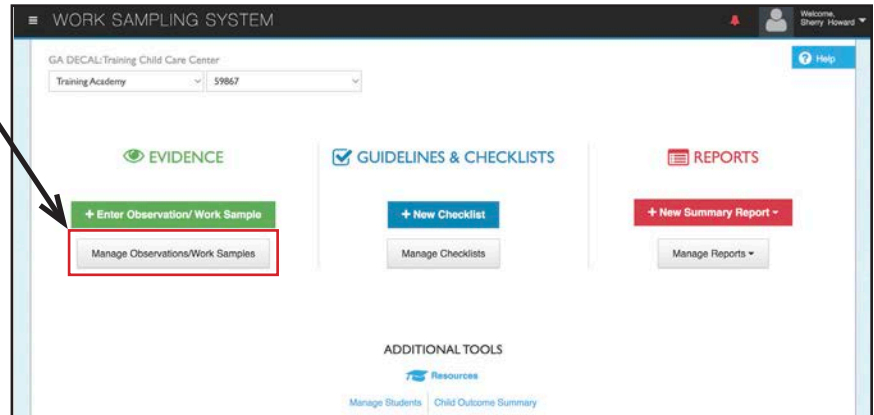 ≡ WORK SAMPLING SYSTEM
Welcome,
Sherry Howard
GA DECAL:Training Child Care Center
? Help
Training Academy 59867
EVIDENCE
+ Enter Observation/ Work Sample
Manage Observations/Work Samples
GUIDELINES & CHECKLISTS
+ New Checklist
Manage Checklists
REPORTS
+ New Summary Report
Manage Reports
ADDITIONAL TOOLS
Resources
Manage Students | Child Outcome Summary